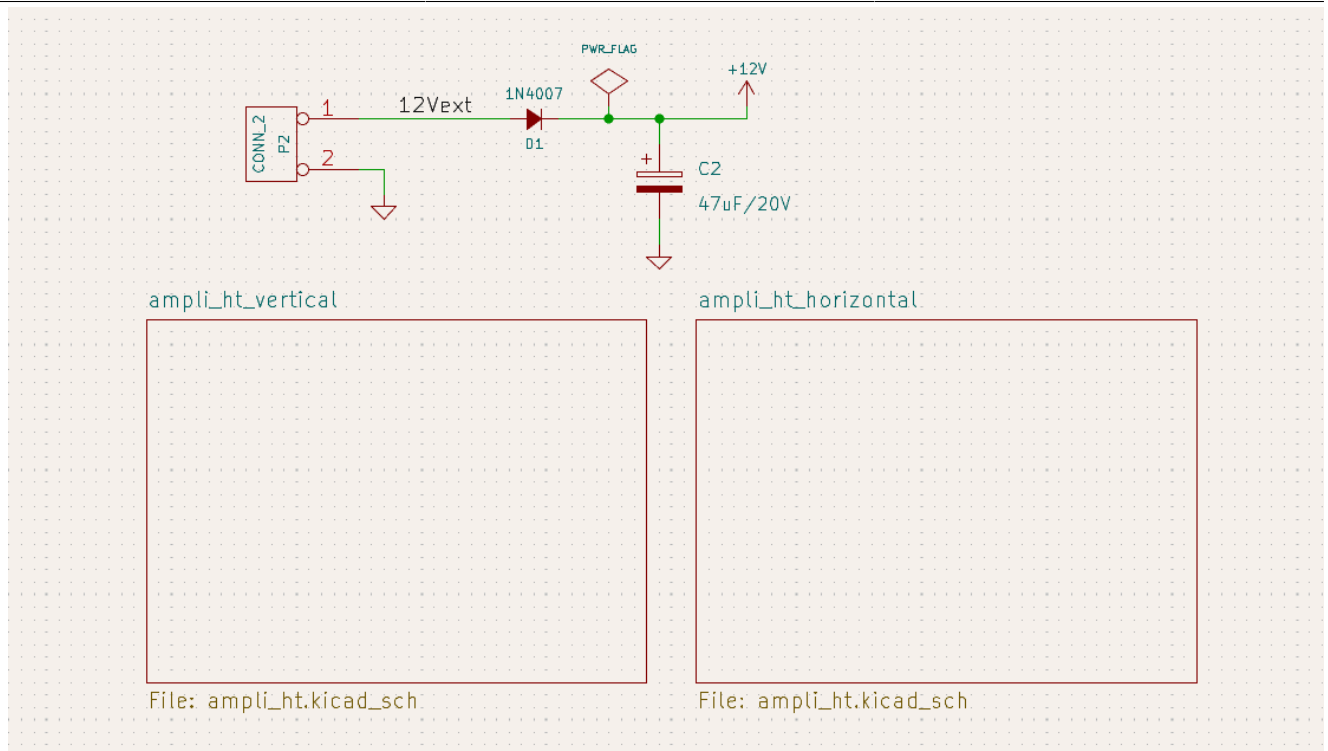 PWR_FLAG
+12V
1N4007
12Vext
1
CONN_2
P2
D1
2
C2
+
47uF/20V
ampli_ht_vertical
ampli_ht_horizontal
File: ampli_ht.kicad_sch
File: ampli_ht.kicad_sch